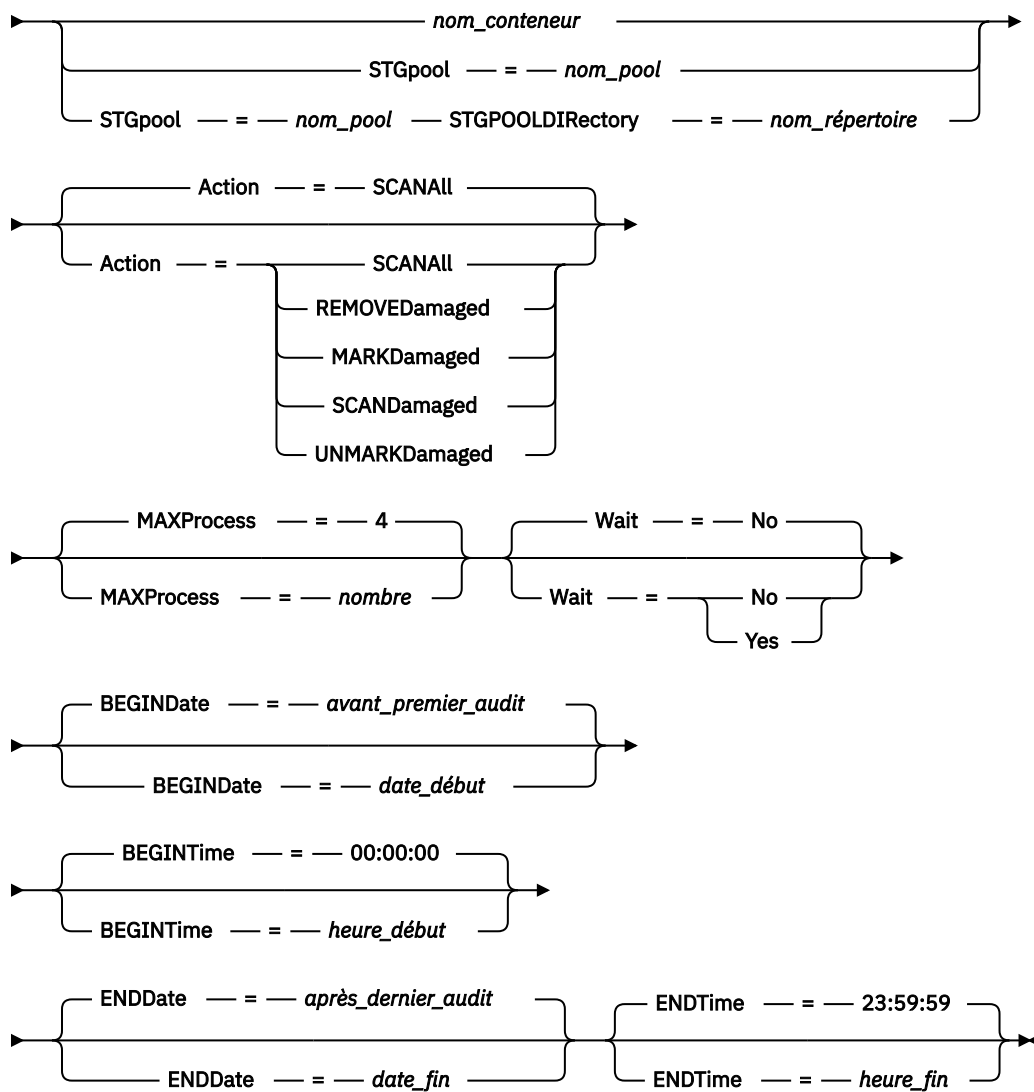 nom_conteneur
STGpool = nom_pool
STGpool = nom_pool STGPOOLDIRectory = nom_répertoire
Action = SCANAll
Action = SCANAll
REMOVEDamaged
MARKDamaged
SCANDamaged
UNMARKDamaged
MAXProcess = 4 Wait = No
MAXProcess = nombre Wait = No
Yes
BEGINDate = avant_premier_audit
BEGINDate = date_début
BEGINTime = 00:00:00
BEGINTime = heure_début
ENDDate = après_dernier_audit ENDTime = 23:59:59
ENDDate = date_fin ENDTime = heure_fin